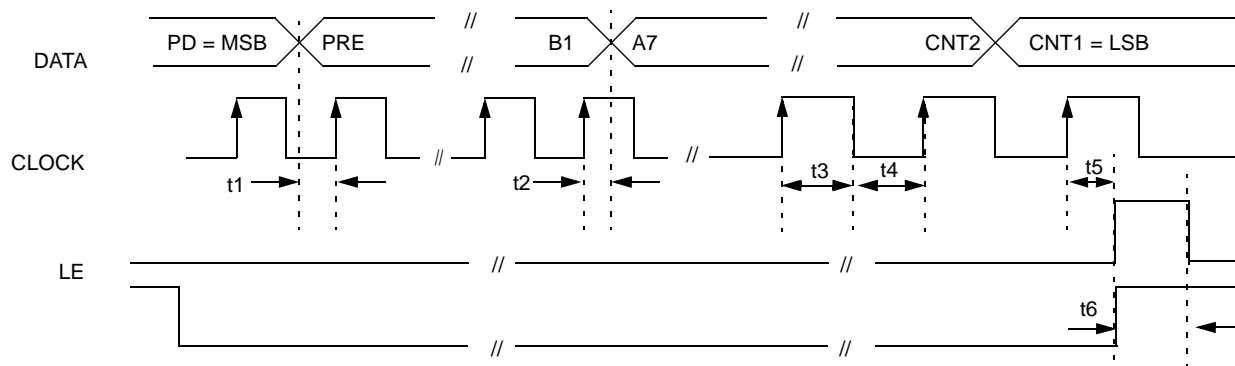 DATA PD = MSB PRE // B1 A7 // CNT2 CNT1 = LSB
//  //
CLOCK // //
t1 t2 t3 t4 t5
LE // //
t6
// //